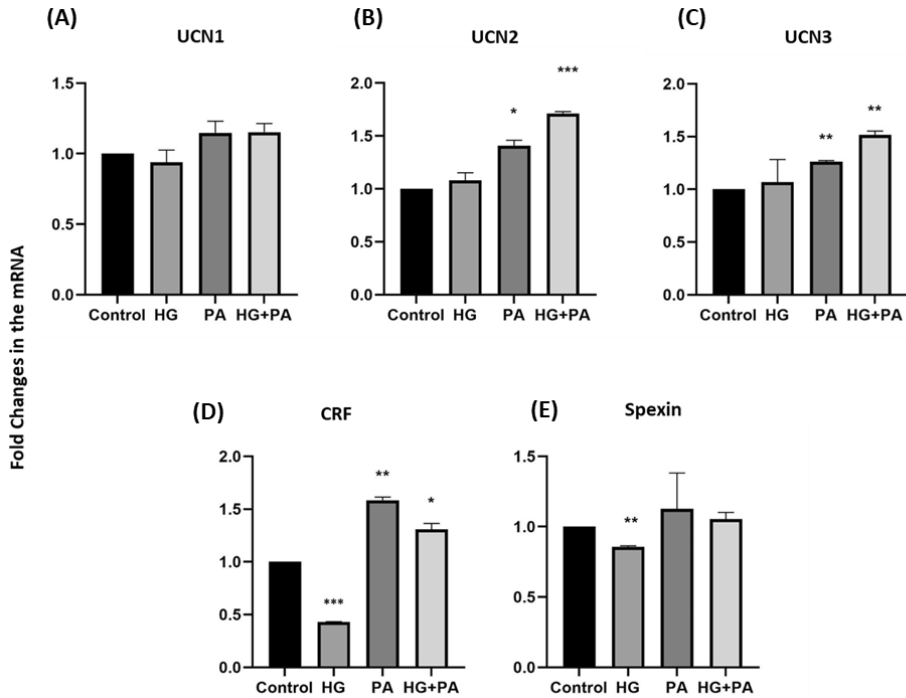 Fold Changes in the mRNA
(A)
UCN1
1.5
1.0
0.5
0.0
Control HG PA HG+PA
(B)
UCN2
2.0
1.5
1.0
0.5
0.0
*
***
Control HG PA HG+PA
(C)
UCN3
2.0
1.5
1.0
0.5
0.0
**
**
Control HG PA HG+PA
(D)
CRF
2.0
1.5
1.0
0.5
0.0
***
**
*
Control HG PA HG+PA
(E)
Spexin
1.5
1.0
0.5
0.0
**
Control HG PA HG+PA